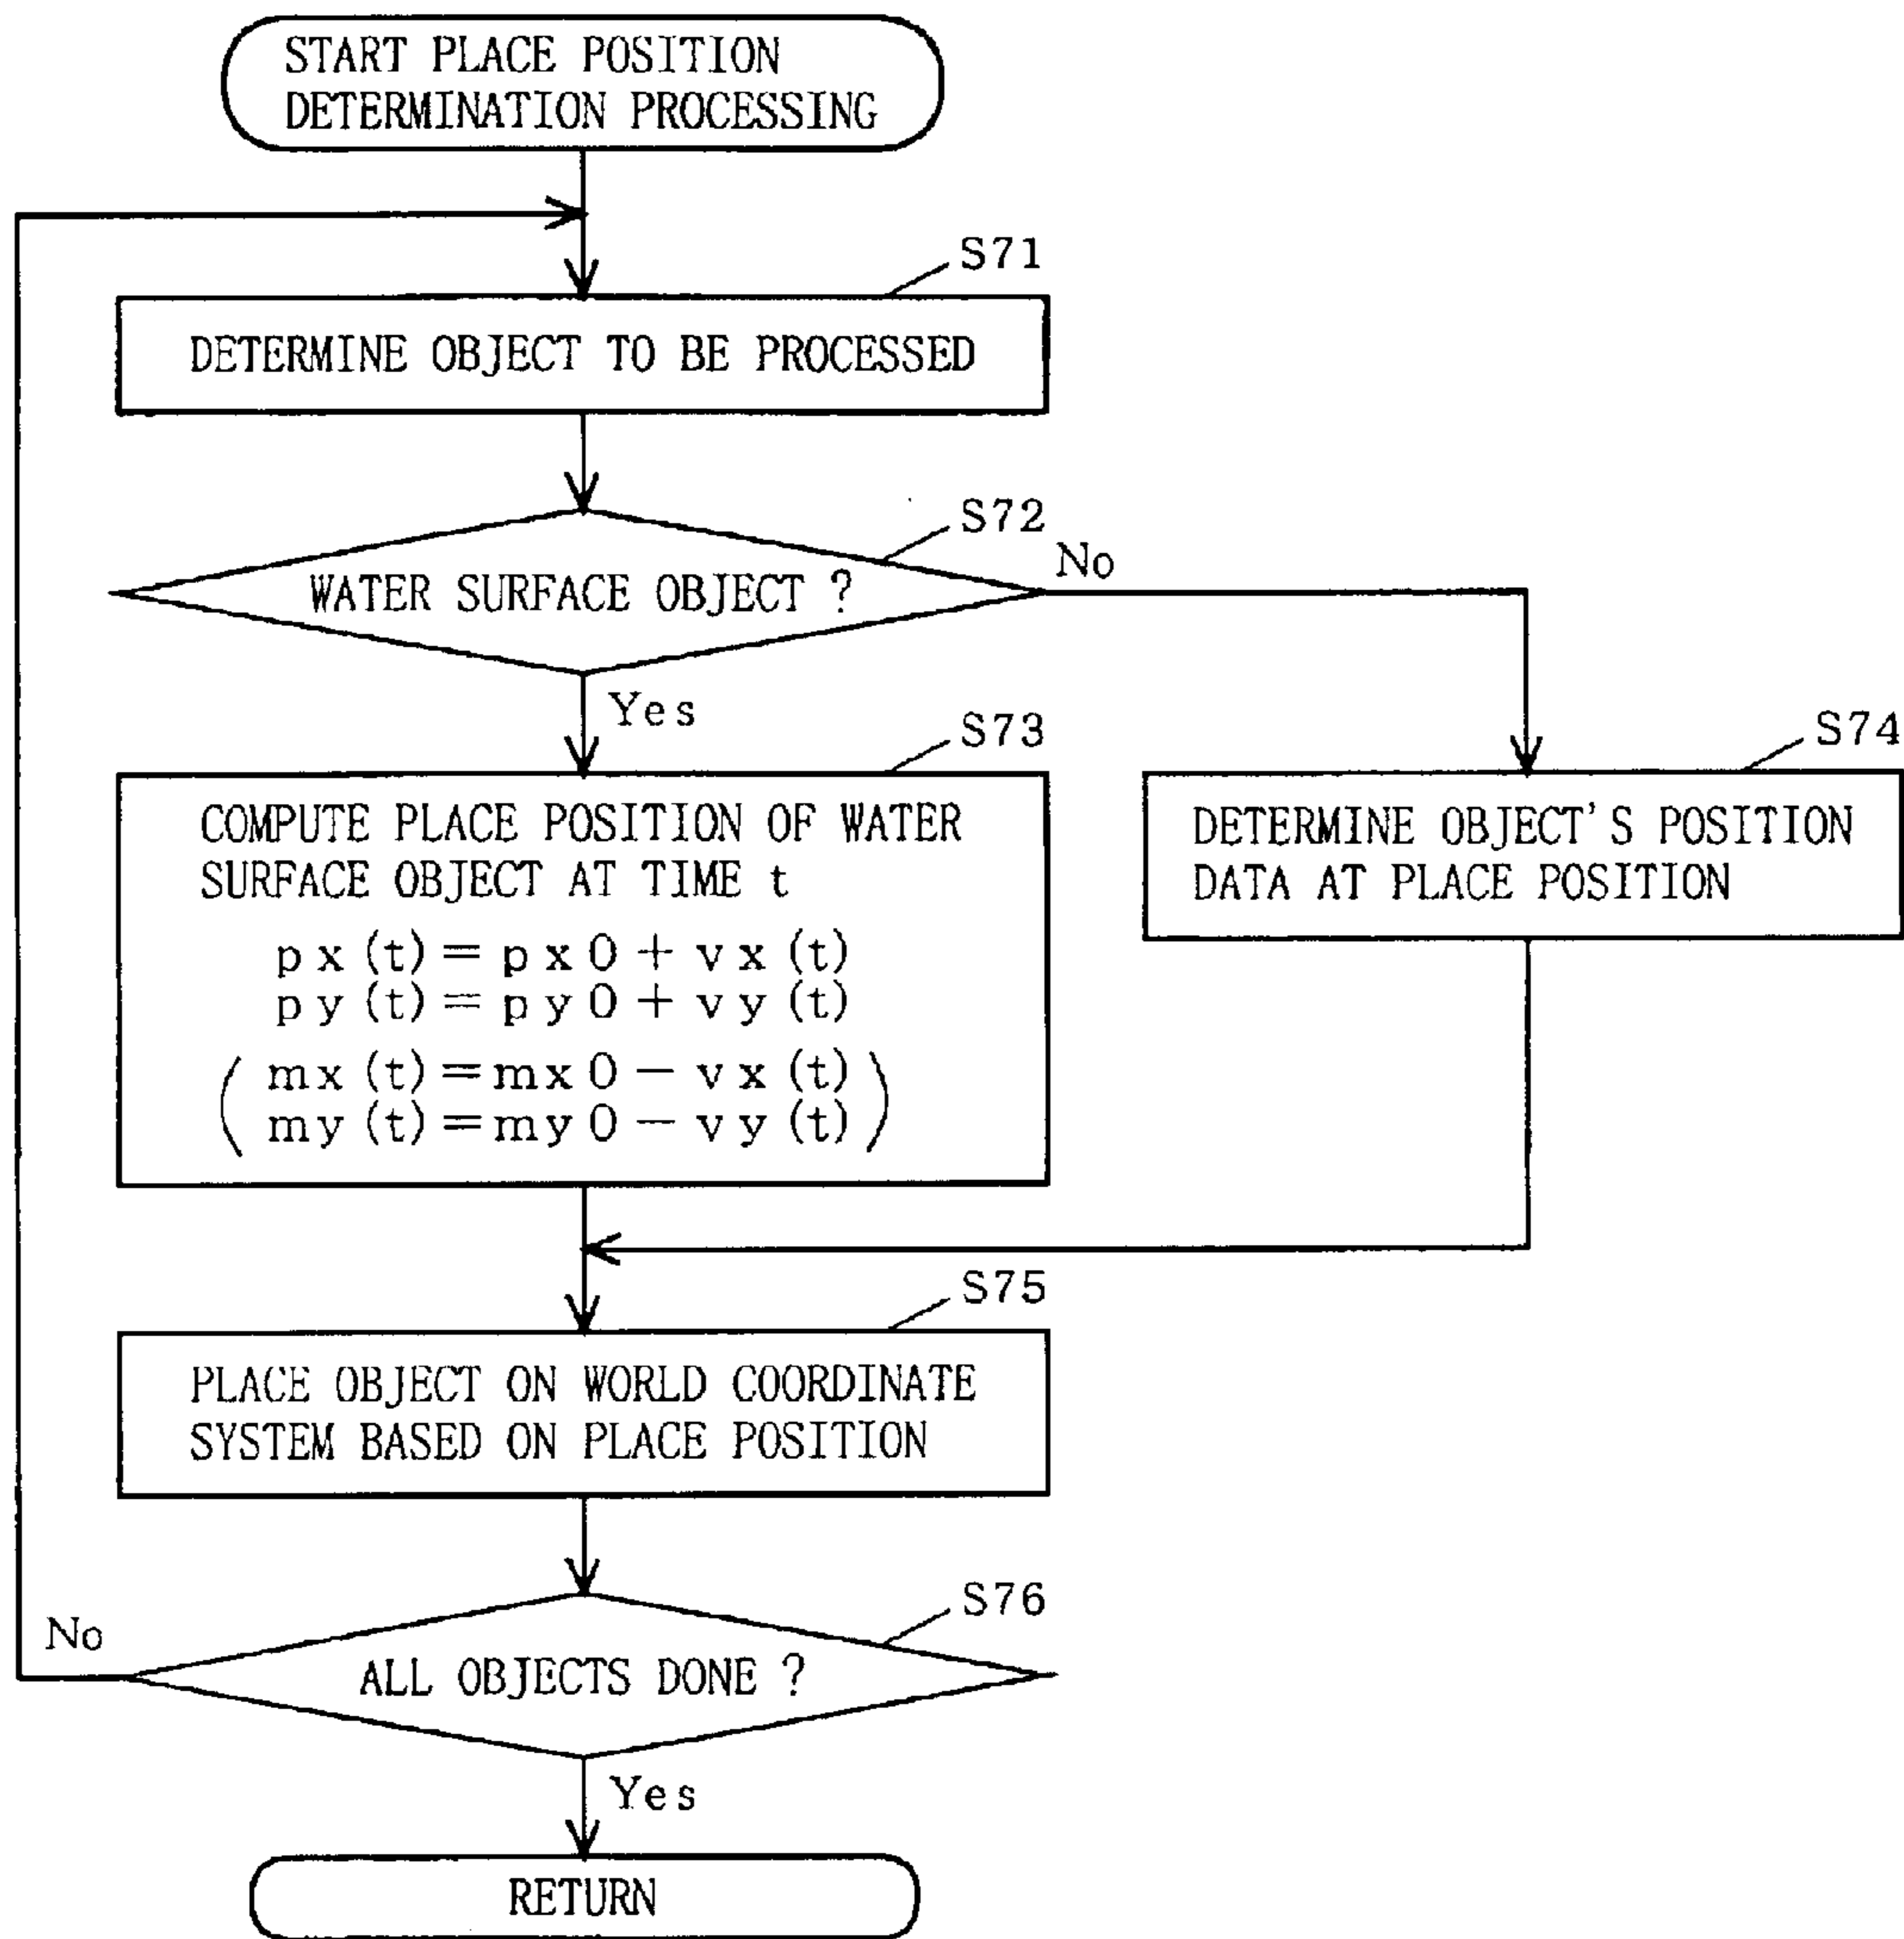 START PLACE POSITION
DETERMINATION PROCESSING
S71
DETERMINE OBJECT TO BE PROCESSED
S72
WATER SURFACE OBJECT ?
No
Yes
S73
COMPUTE PLACE POSITION OF WATER
SURFACE OBJECT AT TIME t
px(t)=px0+vx(t)
py(t)=py0+vy(t)
(mx(t)=mx0-vx(t)
my(t)=my0-vy(t))
S74
DETERMINE OBJECT'S POSITION
DATA AT PLACE POSITION
S75
PLACE OBJECT ON WORLD COORDINATE
SYSTEM BASED ON PLACE POSITION
S76
ALL OBJECTS DONE ?
No
Yes
RETURN